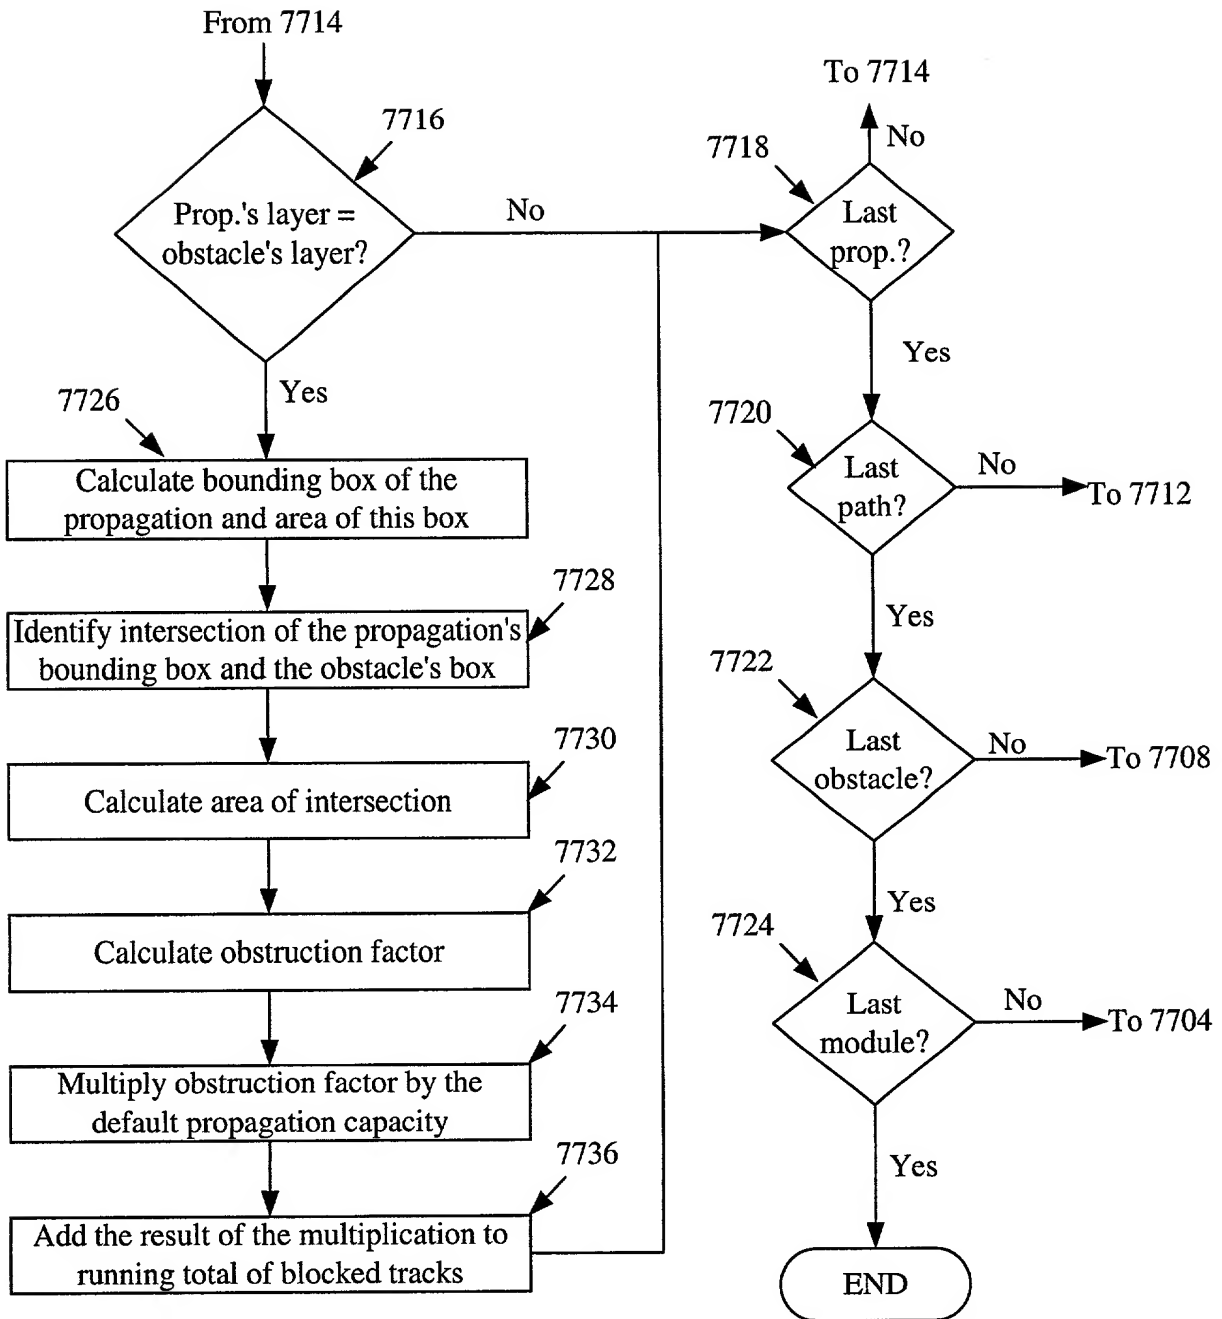 From 7714
7716
Prop.'s layer =
obstacle's layer?
No
Yes
7726
Calculate bounding box of the
propagation and area of this box
7728
Identify intersection of the propagation's
bounding box and the obstacle's box
7730
Calculate area of intersection
7732
Calculate obstruction factor
7734
Multiply obstruction factor by the
default propagation capacity
7736
Add the result of the multiplication to
running total of blocked tracks
To 7714
No
7718
Last
prop.?
Yes
7720
Last
path?
No
To 7712
Yes
7722
Last
obstacle?
No
To 7708
Yes
7724
Last
module?
No
To 7704
Yes
END